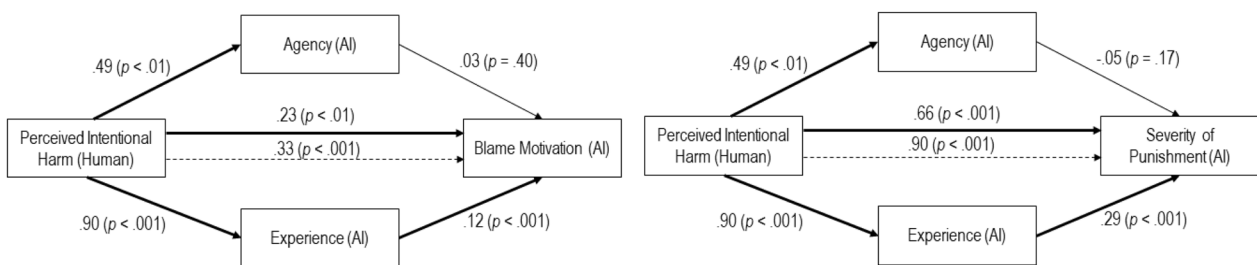 Agency (AI)
.49 (p < .01)
.03 (p = .40)
Perceived Intentional
Harm (Human)
.23 (p < .01)
.33 (p < .001)
Blame Motivation (AI)
.90 (p < .001)
.12 (p < .001)
Experience (AI)
Agency (AI)
.49 (p < .01)
-.05 (p = .17)
Perceived Intentional
Harm (Human)
.66 (p < .001)
.90 (p < .001)
Severity of
Punishment (AI)
.90 (p < .001)
.29 (p < .001)
Experience (AI)